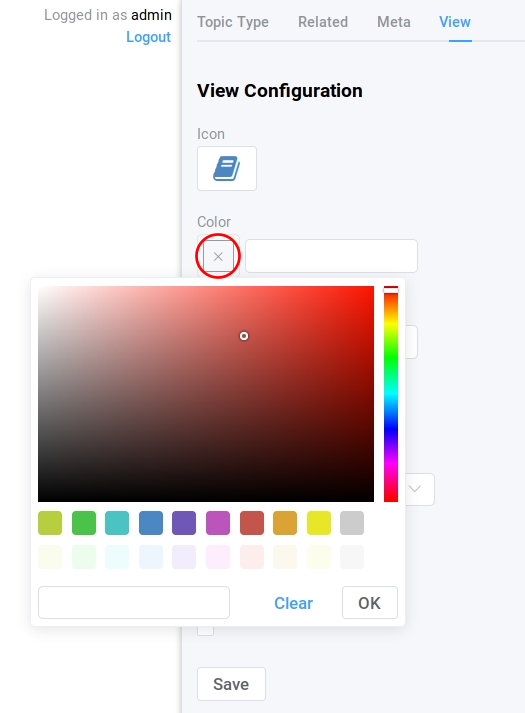 Logged in as admin
Logout
Topic Type Related Meta View
View Configuration
Icon
Color
Clear OK
Save